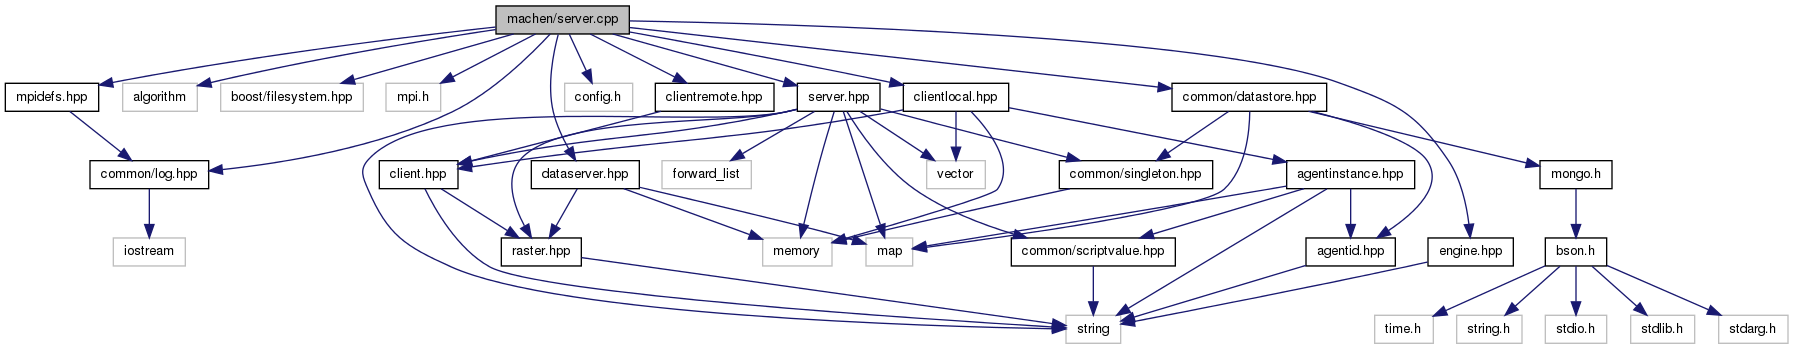 machen/server.cpp
mpidefs.hpp
algorithm
boost/filesystem.hpp
mpi.h
config.h
clientremote.hpp
server.hpp
clientlocal.hpp
common/datastore.hpp
common/log.hpp
client.hpp
dataserver.hpp
forward_list
vector
common/singleton.hpp
agentinstance.hpp
mongo.h
iostream
raster.hpp
memory
map
common/scriptvalue.hpp
agentid.hpp
engine.hpp
bson.h
string
time.h
string.h
stdio.h
stdlib.h
stdarg.h